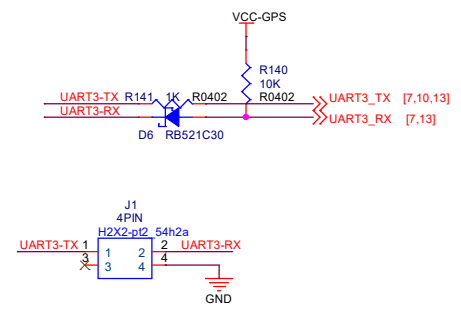 VCC-GPS
R140
10K
UART3-TX R141 1K R0402 R0402 UART3_TX [7,10,13]
UART3-RX UART3_RX [7,13]
D6 RB521C30
J1
4PIN
H2X2-pt2_54h2a
UART3-TX 1 1 2 2 UART3-RX
3 3 4 4
GND